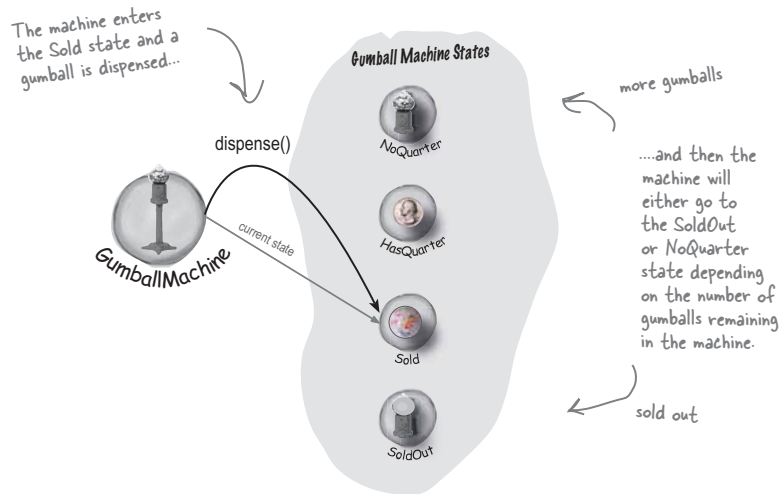 The machine enters
the Sold state and a
gumball is dispensed...
Gumball Machine States
more gumballs
dispense()
NoQuarter
....and then the
machine will
either go to
the SoldOut
or NoQuarter
state depending
on the number of
gumballs remaining
in the machine.
current state
HasQuarter
GumballMachine
Sold
sold out
SoldOut